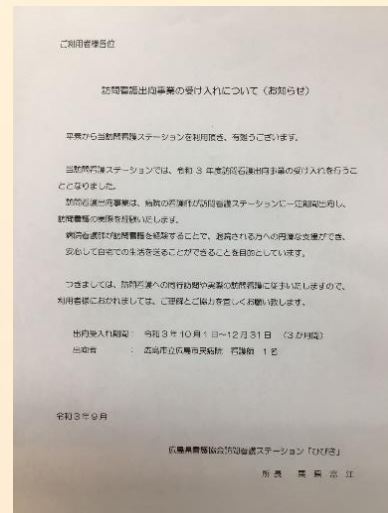 ご利用者様各位
訪問看護出向事業の受け入れについて(お知らせ)
平素から当訪問看護ステーションを利用頂き、有難うございます。
当訪問看護ステーションでは、令和３年度訪問看護出向事業の受け入れを行うこ
ととなりました。
訪問看護出向事業は、病院の看護師が訪問看護ステーションに一定期間出向し、
訪問看護の実際を経験いたします。
病院看護師が訪問看護を経験することで、退院される方への円滑な支援ができ、
安心して自宅での生活を送ることができることを目的としています。
つきましては、訪問看護への同行訪問や実際の訪問看護に従事いたしますので、
利用者様におかれましては、ご理解とご協力を宜しくお願い致します。
出向受入れ期間： 令和３年１０月１日～１２月３１日 （３か月間）
出向者 ： 広島市立広島市民病院 看護師 １名
令和３年９月
広島県看護協会訪問看護ステーション「ひびき」
所長